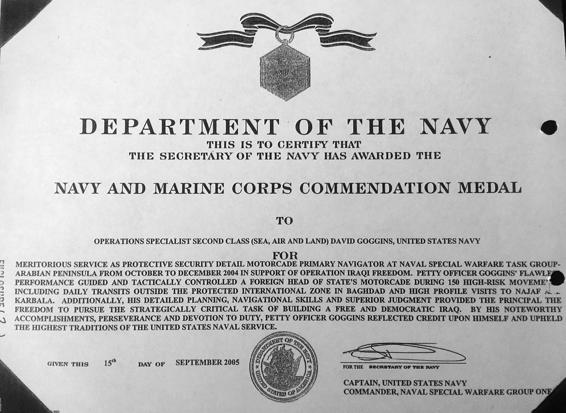 DEPARTMENT OF THE NAVY
THIS IS TO CERTIFY THAT
THE SECRETARY OF THE NAVY HAS AWARDED THE
NAVY AND MARINE CORPS COMMENDATION MEDAL
TO
OPERATIONS SPECIALIST SECOND CLASS (SEA, AIR AND LAND) DAVID GOGGINS, UNITED STATES NAVY
FOR
MERITORIOUS SERVICE AS PROTECTIVE SECURITY DETAIL MOTORCADE PRIMARY NAVIGATOR AT NAVAL SPECIAL WARFARE TASK GROUP-
ARABIAN PENINSULA FROM OCTOBER TO DECEMBER 2004 IN SUPPORT OF OPERATION IRAQI FREEDOM. PETTY OFFICER GOGGINS' FLAWLE
PERFORMANCE GUIDED AND TACTICALLY CONTROLLED A FOREIGN HEAD OF STATE'S MOTORCADE DURING 150 HIGH-RISK MOVEME
INCLUDING DAILY TRANSITS OUTSIDE THE PROTECTED INTERNATIONAL ZONE IN BAGHDAD AND HIGH PROFILE VISITS TO NAJAF
KARBALA. ADDITIONALLY, HIS DETAILED PLANNING, NAVIGATIONAL SKILLS AND SUPERIOR JUDGMENT PROVIDED THE PRINCIPAL THE
FREEDOM TO PURSUE THE STRATEGICALLY CRITICAL TASK OF BUILDING A FREE AND DEMOCRATIC IRAQ. BY HIS NOTEWORTHY
ACCOMPLISHMENTS, PERSEVERANCE AND DEVOTION TO DUTY, PETTY OFFICER GOGGINS REFLECTED CREDIT UPON HIMSELF AND UPHELD
THE HIGHEST TRADITIONS OF THE UNITED STATES NAVAL SERVICE.
GIVEN THIS 15th DAY OF SEPTEMBER 2005
DEPARTMENT OF THE NAVY
UNITED STATES OF AMERICA
FOR THE SECRETARY OF THE NAVY
CAPTAIN, UNITED STATES NAVY
COMMANDER, NAVAL SPECIAL WARFARE GROUP ONE